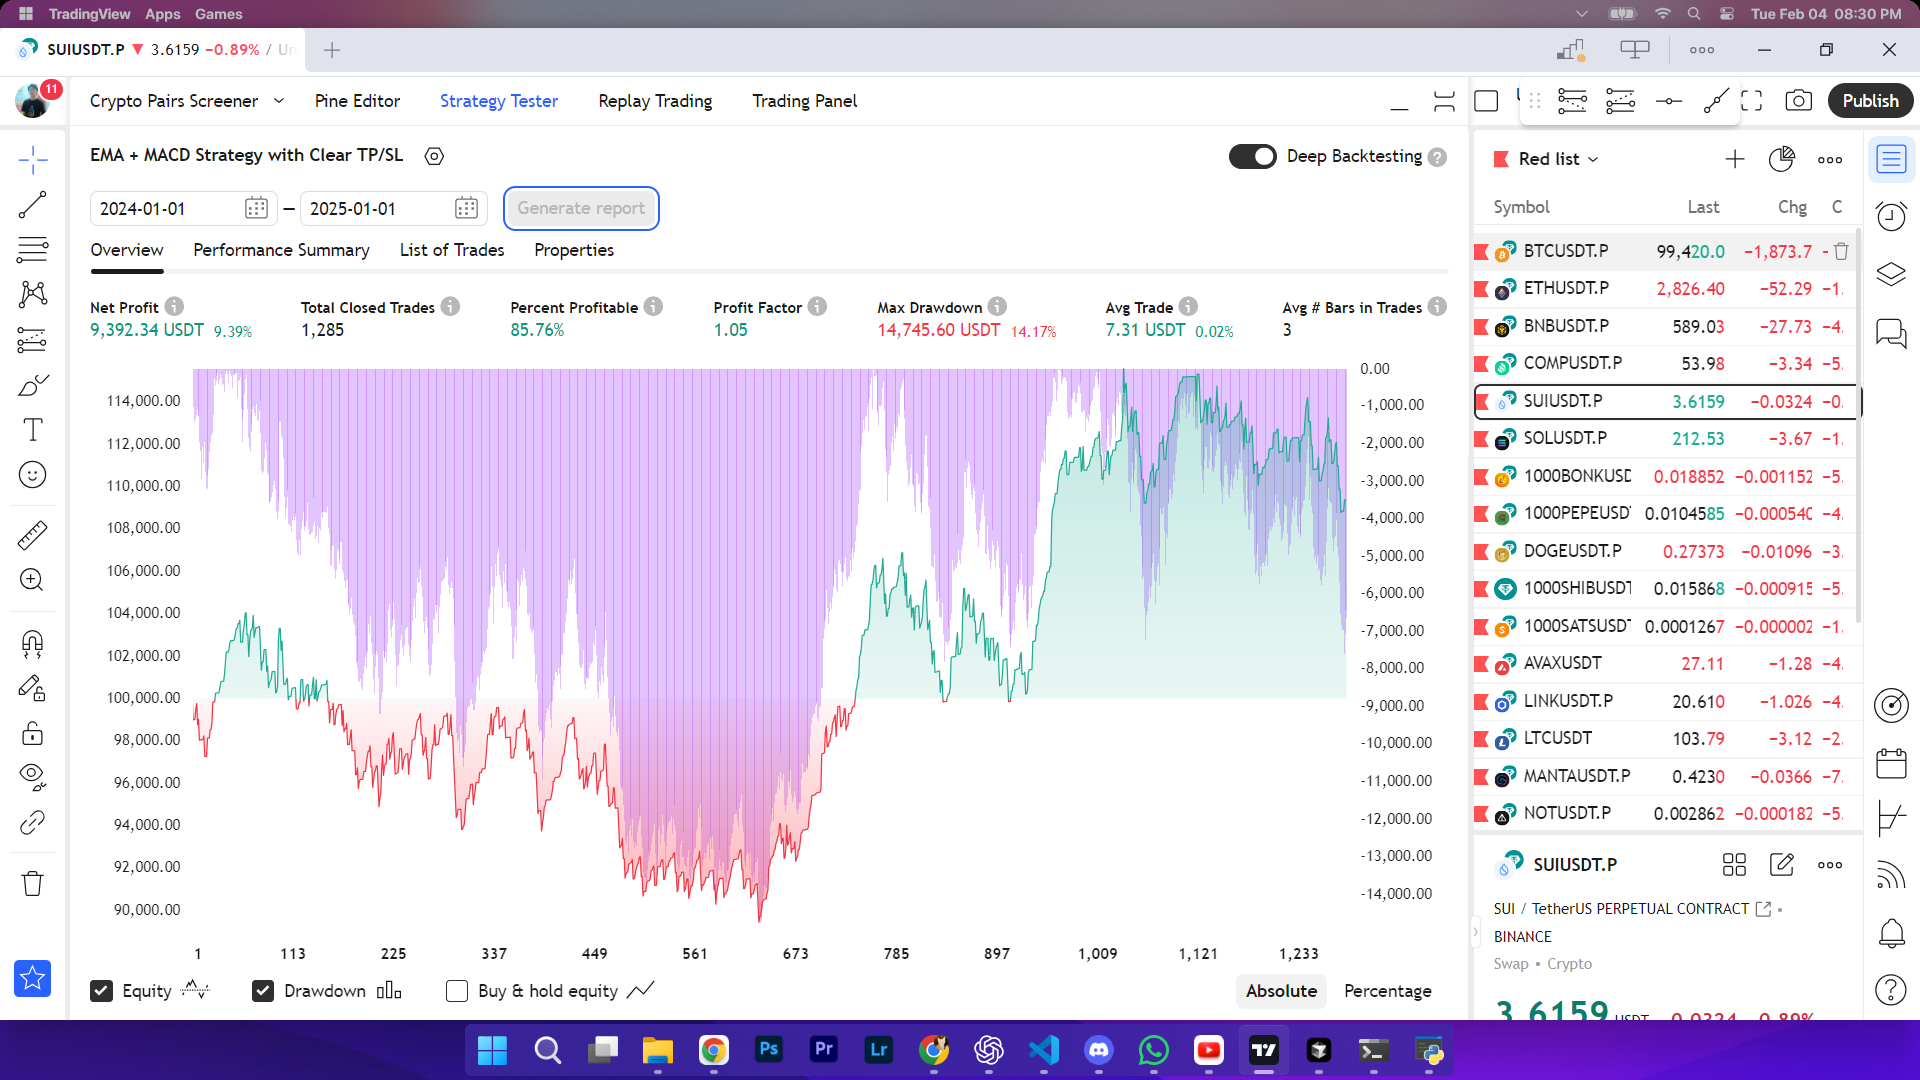 TradingView Apps Games
Tue Feb 04 08:30 PM
SUIUSDT.P ▼ 3.6159 −0.89% / Un
11
Crypto Pairs Screener Pine Editor Strategy Tester Replay Trading Trading Panel
Publish
EMA + MACD Strategy with Clear TP/SL
Deep Backtesting
2024-01-01 – 2025-01-01 Generate report
Overview Performance Summary List of Trades Properties
Net Profit Total Closed Trades Percent Profitable Profit Factor Max Drawdown Avg Trade Avg # Bars in Trades
9,392.34 USDT 9.39% 1,285 85.76% 1.05 14,745.60 USDT 14.17% 7.31 USDT 0.02% 3
114,000.00
112,000.00
110,000.00
108,000.00
106,000.00
104,000.00
102,000.00
100,000.00
98,000.00
96,000.00
94,000.00
92,000.00
90,000.00
0.00
-1,000.00
-2,000.00
-3,000.00
-4,000.00
-5,000.00
-6,000.00
-7,000.00
-8,000.00
-9,000.00
-10,000.00
-11,000.00
-12,000.00
-13,000.00
-14,000.00
1 113 225 337 449 561 673 785 897 1,009 1,121 1,233
Equity Drawdown Buy & hold equity Absolute Percentage
Red list
Symbol Last Chg C
BTCUSDT.P 99,420.0 −1,873.7 -
ETHUSDT.P 2,826.40 −52.29 −1.
BNBUSDT.P 589.03 −27.73 −4.
COMPUSDT.P 53.98 −3.34 −5.
SUIUSDT.P 3.6159 −0.0324 −0.
SOLUSDT.P 212.53 −3.67 −1.
1000BONKUSD 0.018852 −0.001152 −5.
1000PEPEUSD 0.0104585 −0.000540 −4.
DOGEUSDT.P 0.27373 −0.01096 −3.
1000SHIBUSDT 0.015868 −0.000915 −5.
1000SATSUSDT 0.0001267 −0.000002 −1.
AVAXUSDT 27.11 −1.28 −4.
LINKUSDT.P 20.610 −1.026 −4.
LTCUSDT 103.79 −3.12 −2.
MANTAUSDT.P 0.4230 −0.0366 −7.
NOTUSDT.P 0.002862 −0.000182 −5.
SUIUSDT.P
SUI / TetherUS PERPETUAL CONTRACT
BINANCE
Swap • Crypto
3.6159 USDT −0.0324 −0.89%
Ps Pr Lr